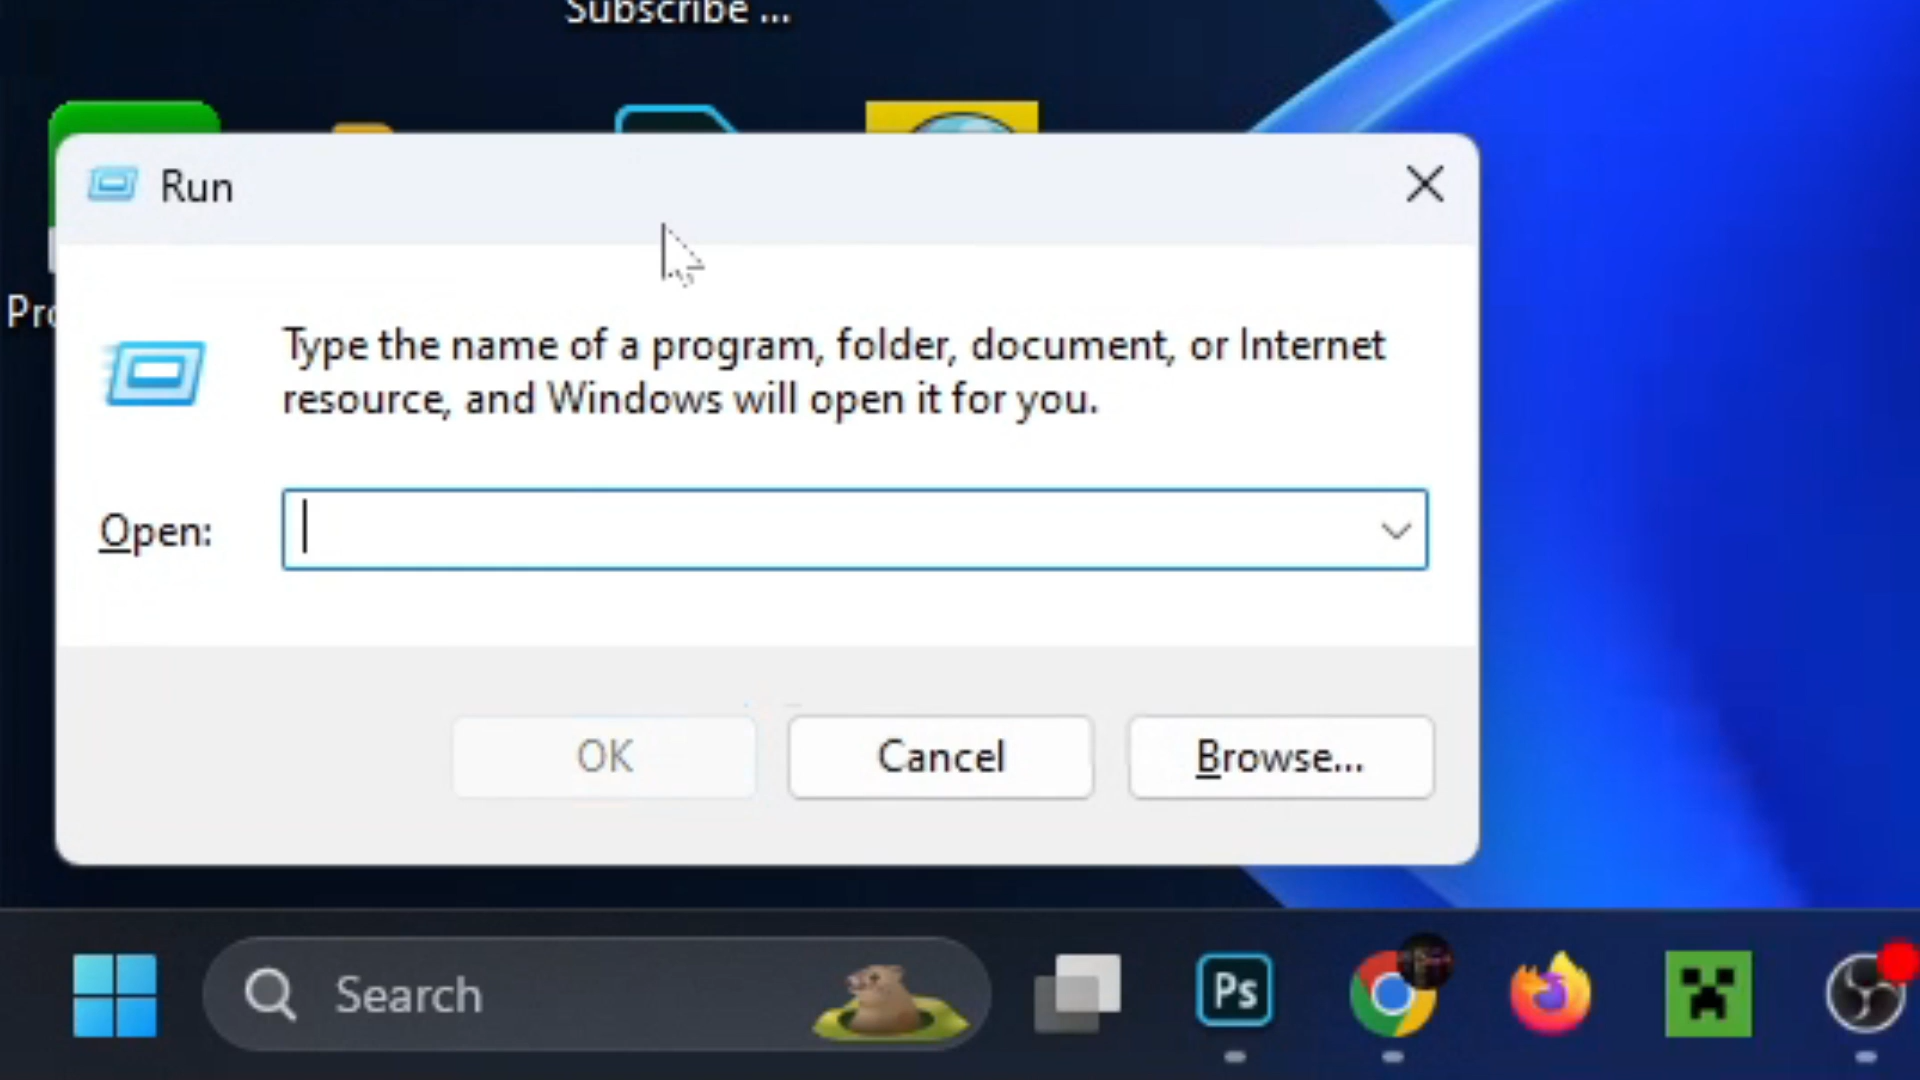 Subscribe ...
Run
Pro
Type the name of a program, folder, document, or Internet
resource, and Windows will open it for you.
Open:
OK
Cancel
Browse...
Search
Ps